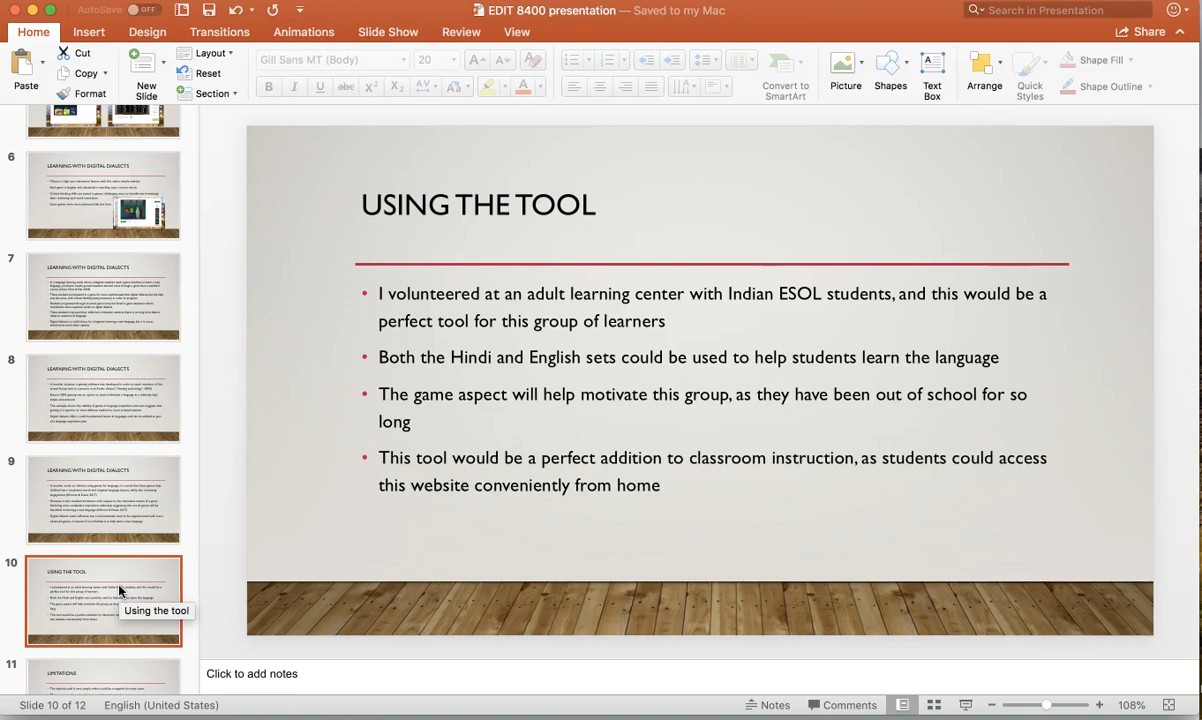 AutoSave OFF
EDIT 8400 presentation — Saved to my Mac
Search in Presentation
Home Insert Design Transitions Animations Slide Show Review View
Share
Paste
Cut
Copy
Format
New
Slide
Layout
Reset
Section
Gill Sans MT (Body) 20
B I U abc X² X₂ AV Aa
Convert to
SmartArt
Picture
Shapes
Text
Box
Arrange
Quick
Styles
Shape Fill
Shape Outline
6
LEARNING WITH DIGITAL DIALECTS
7
LEARNING WITH DIGITAL DIALECTS
8
LEARNING WITH DIGITAL DIALECTS
9
LEARNING WITH DIGITAL DIALECTS
10
USING THE TOOL
Using the tool
11
LIMITATIONS
USING THE TOOL
• I volunteered at an adult learning center with Indian ESOL students, and this would be a
perfect tool for this group of learners
• Both the Hindi and English sets could be used to help students learn the language
• The game aspect will help motivate this group, as they have been out of school for so
long
• This tool would be a perfect addition to classroom instruction, as students could access
this website conveniently from home
Click to add notes
Slide 10 of 12 English (United States)
Notes Comments 108%